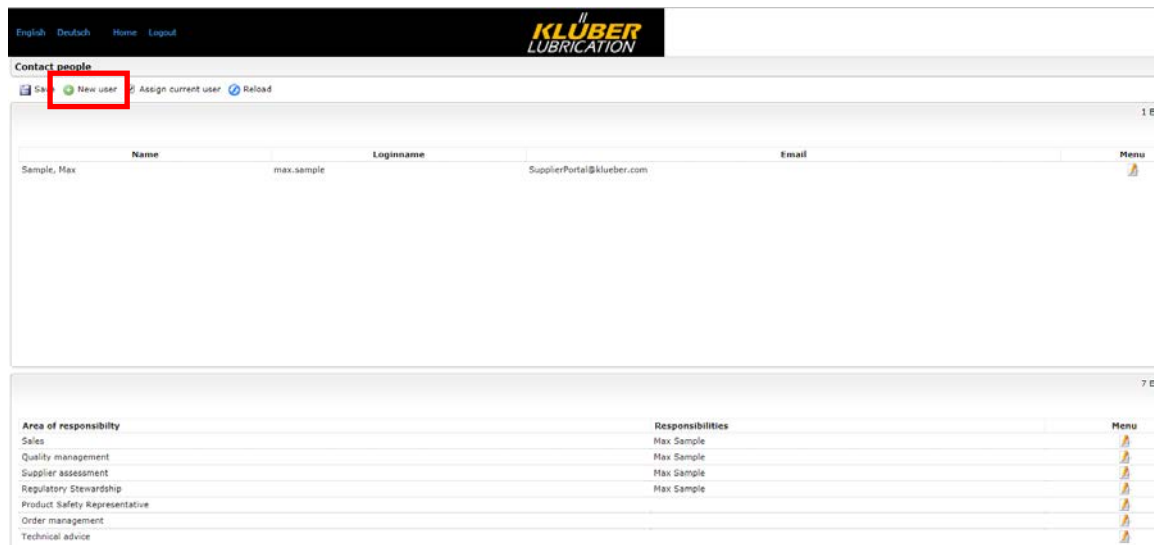 English Deutsch Home Logout
KLÜBER
LUBRICATION
Contact people
New user Assign current user Reload
1
Name Loginname Email Menu
Sample, Max max.sample SupplierPortal@klueber.com
7
Area of responsibilty Responsibilities Menu
Sales Max Sample
Quality management Max Sample
Supplier assessment Max Sample
Regulatory Stewardship Max Sample
Product Safety Representative
Order management
Technical advice